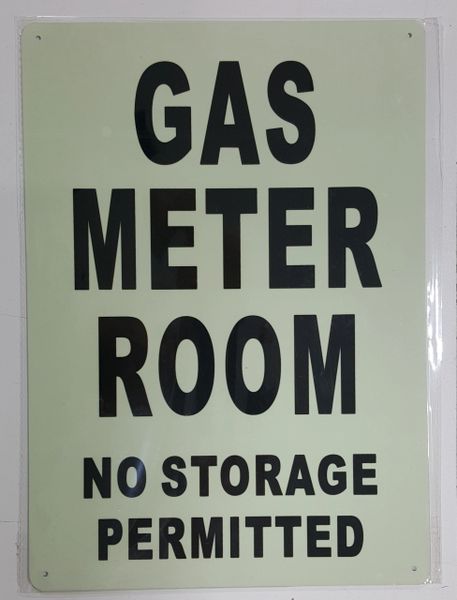 GAS
METER
ROOM
NO STORAGE
PERMITTED